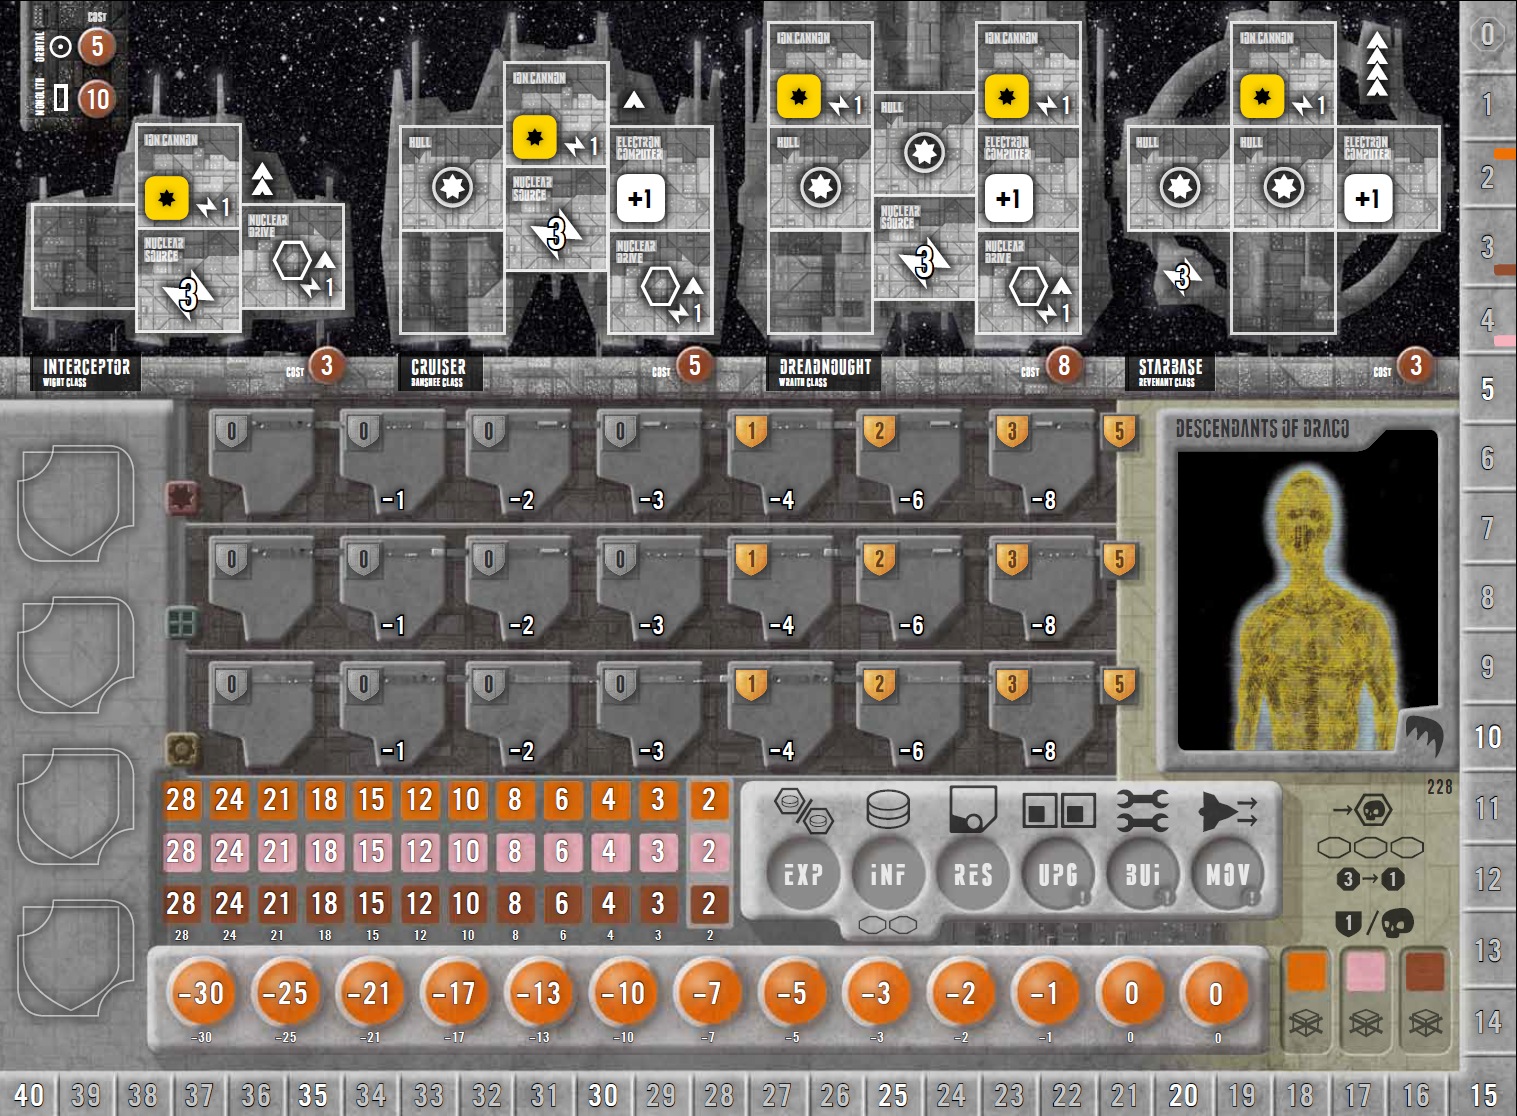 COST
ORBITAL 5
MONOLITH 10
ION CANNON
1
NUCLEAR SOURCE
3
NUCLEAR DRIVE
1
INTERCEPTOR
WIGHT CLASS
COST 3
HULL
ION CANNON
1
ELECTRON COMPUTER
+1
NUCLEAR SOURCE
3
NUCLEAR DRIVE
1
CRUISER
BANSHEE CLASS
COST 5
ION CANNON
1
HULL
ION CANNON
1
HULL
ELECTRON COMPUTER
+1
NUCLEAR SOURCE
3
NUCLEAR DRIVE
1
DREADNOUGHT
WRAITH CLASS
COST 8
ION CANNON
1
ELECTRON COMPUTER
+1
3
STARBASE
REVENANT CLASS
COST 3
0 0 0 0 1 2 3 5
-1 -2 -3 -4 -6 -8
0 0 0 0 1 2 3 5
-1 -2 -3 -4 -6 -8
0 0 0 0 1 2 3 5
-1 -2 -3 -4 -6 -8
DESCENDANTS OF DRACO
228
3 1
1 /
28 24 21 18 15 12 10 8 6 4 3 2
28 24 21 18 15 12 10 8 6 4 3 2
28 24 21 18 15 12 10 8 6 4 3 2
28 24 21 18 15 12 10 8 6 4 3 2
EXP INF RES UPG BUI MOV
-30 -25 -21 -17 -13 -10 -7 -5 -3 -2 -1 0 0
-30 -25 -21 -17 -13 -10 -7 -5 -3 -2 -1 0 0
0
1
2
3
4
5
6
7
8
9
10
11
12
13
14
40 39 38 37 36 35 34 33 32 31 30 29 28 27 26 25 24 23 22 21 20 19 18 17 16 15